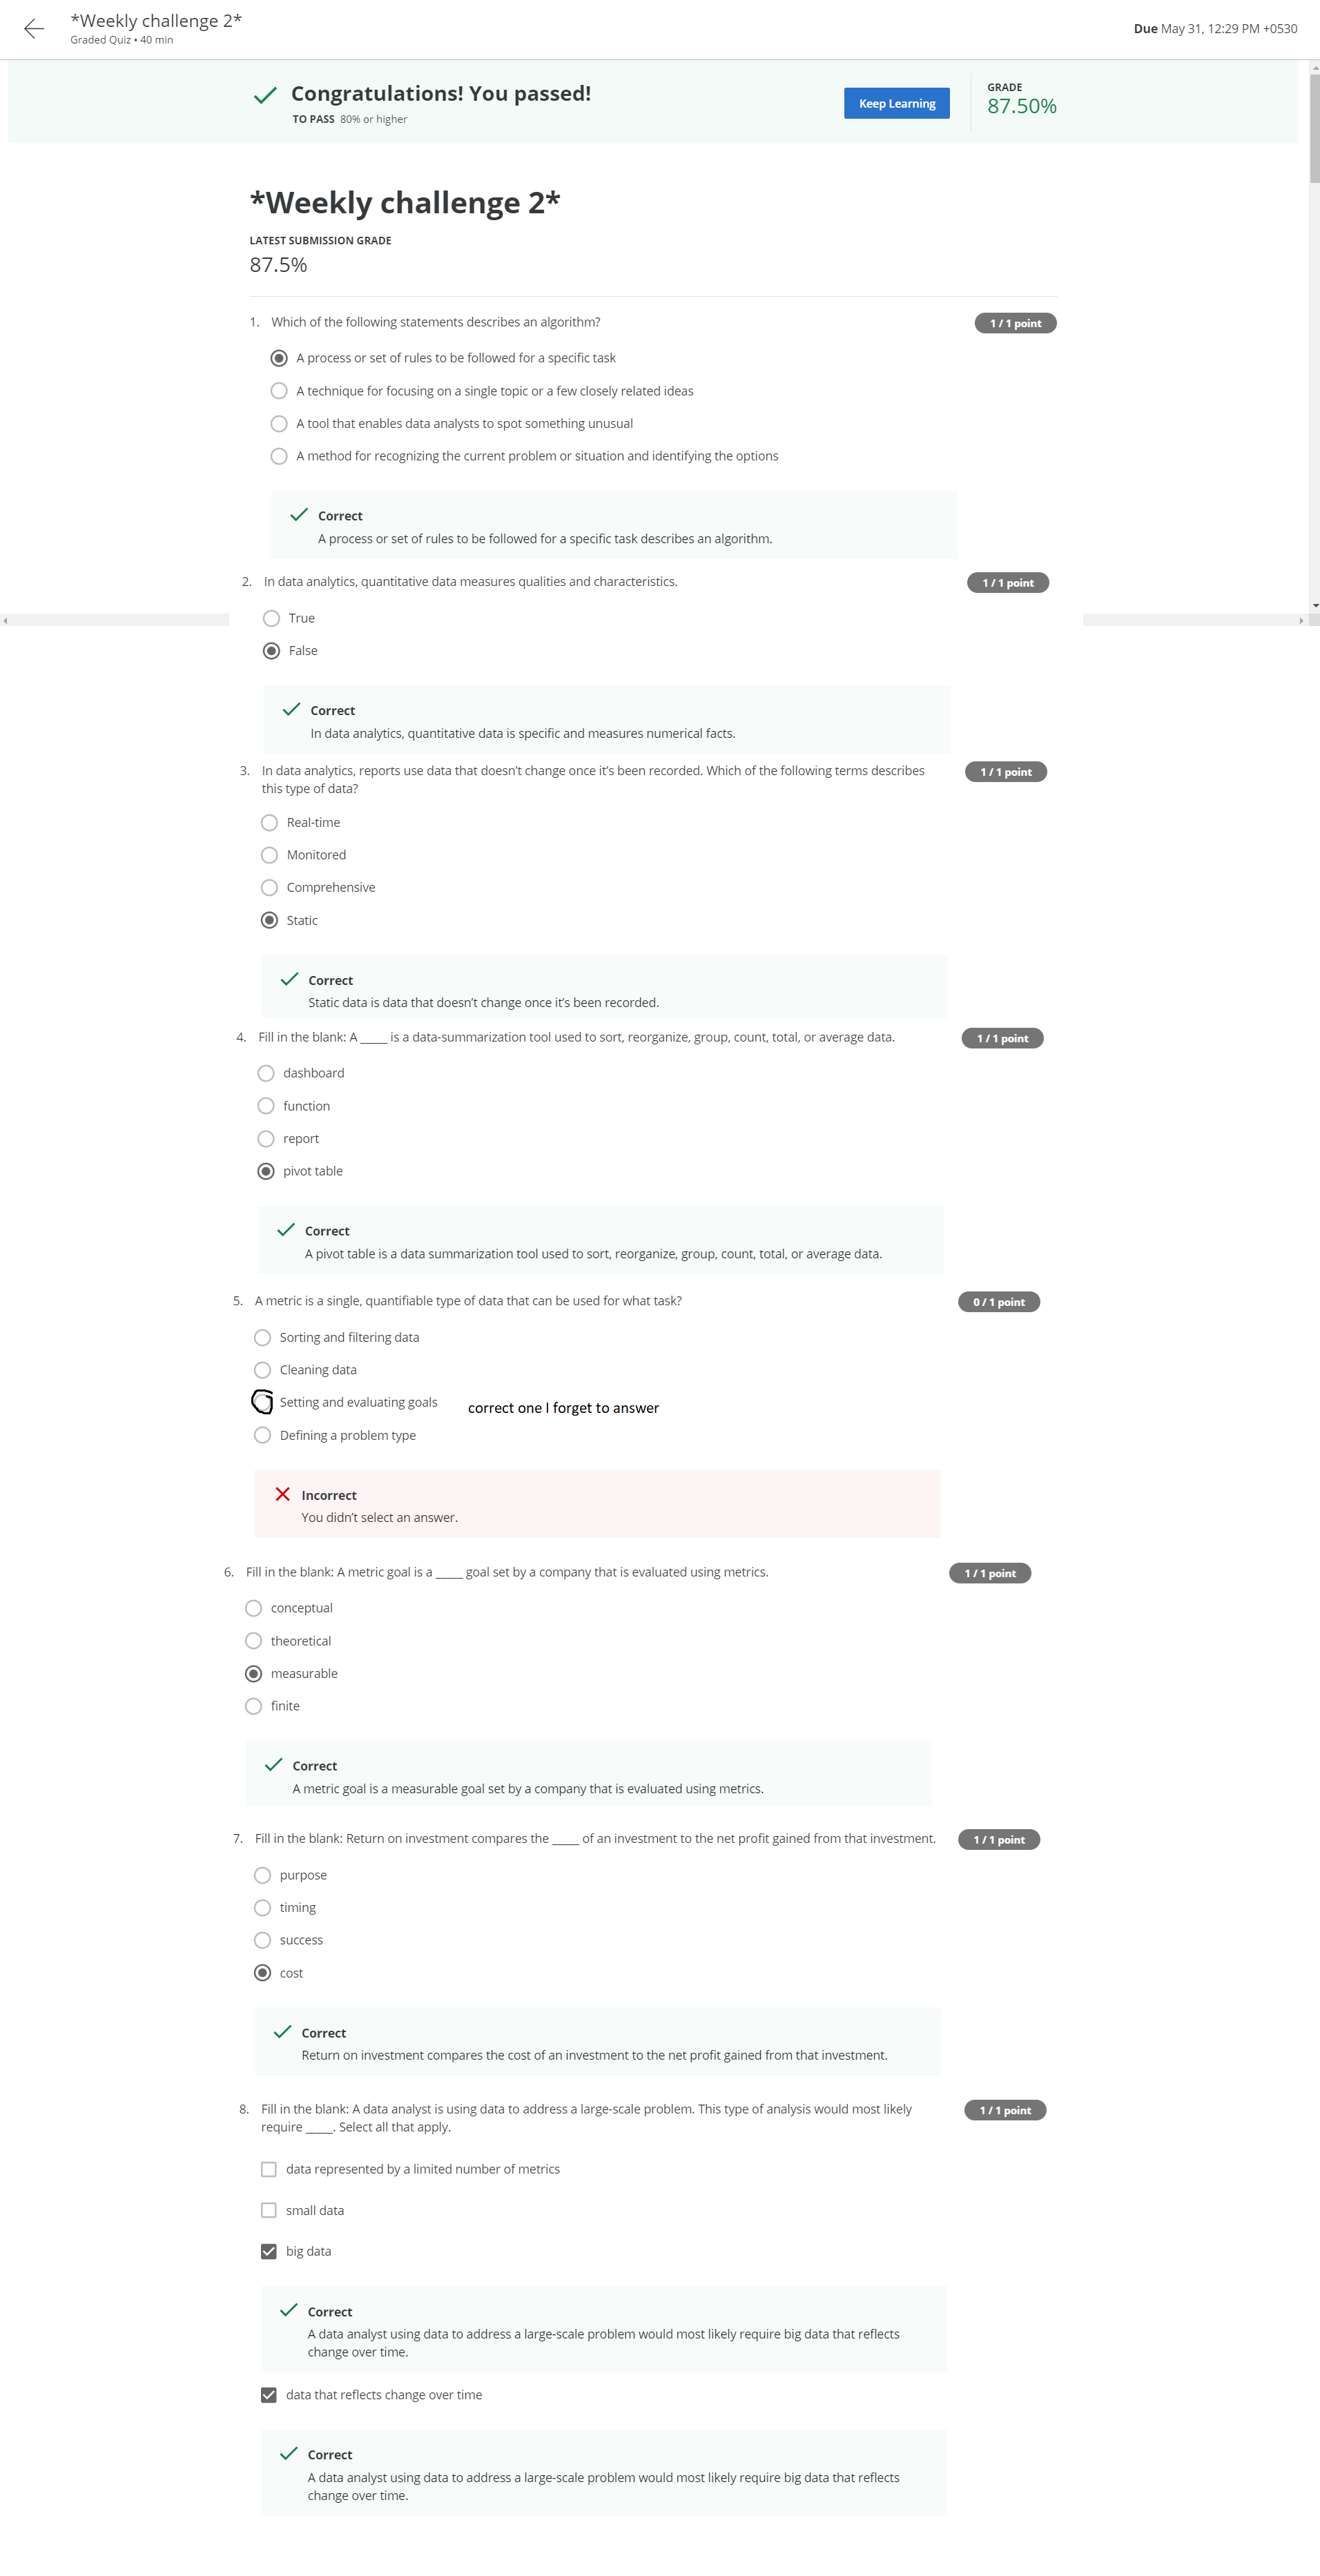 *Weekly challenge 2*
Graded Quiz • 40 min
Due May 31, 12:29 PM +0530
Congratulations! You passed!
TO PASS 80% or higher
Keep Learning
GRADE
87.50%
*Weekly challenge 2*
LATEST SUBMISSION GRADE
87.5%
1. Which of the following statements describes an algorithm?
1 / 1 point
A process or set of rules to be followed for a specific task
A technique for focusing on a single topic or a few closely related ideas
A tool that enables data analysts to spot something unusual
A method for recognizing the current problem or situation and identifying the options
Correct
A process or set of rules to be followed for a specific task describes an algorithm.
2. In data analytics, quantitative data measures qualities and characteristics.
1 / 1 point
True
False
Correct
In data analytics, quantitative data is specific and measures numerical facts.
3. In data analytics, reports use data that doesn’t change once it’s been recorded. Which of the following terms describes
this type of data?
1 / 1 point
Real-time
Monitored
Comprehensive
Static
Correct
Static data is data that doesn’t change once it’s been recorded.
4. Fill in the blank: A _____ is a data-summarization tool used to sort, reorganize, group, count, total, or average data.
1 / 1 point
dashboard
function
report
pivot table
Correct
A pivot table is a data summarization tool used to sort, reorganize, group, count, total, or average data.
5. A metric is a single, quantifiable type of data that can be used for what task?
0 / 1 point
Sorting and filtering data
Cleaning data
Setting and evaluating goals
correct one I forget to answer
Defining a problem type
Incorrect
You didn’t select an answer.
6. Fill in the blank: A metric goal is a _____ goal set by a company that is evaluated using metrics.
1 / 1 point
conceptual
theoretical
measurable
finite
Correct
A metric goal is a measurable goal set by a company that is evaluated using metrics.
7. Fill in the blank: Return on investment compares the _____ of an investment to the net profit gained from that investment.
1 / 1 point
purpose
timing
success
cost
Correct
Return on investment compares the cost of an investment to the net profit gained from that investment.
8. Fill in the blank: A data analyst is using data to address a large-scale problem. This type of analysis would most likely
require _____. Select all that apply.
1 / 1 point
data represented by a limited number of metrics
small data
big data
Correct
A data analyst using data to address a large-scale problem would most likely require big data that reflects
change over time.
data that reflects change over time
Correct
A data analyst using data to address a large-scale problem would most likely require big data that reflects
change over time.